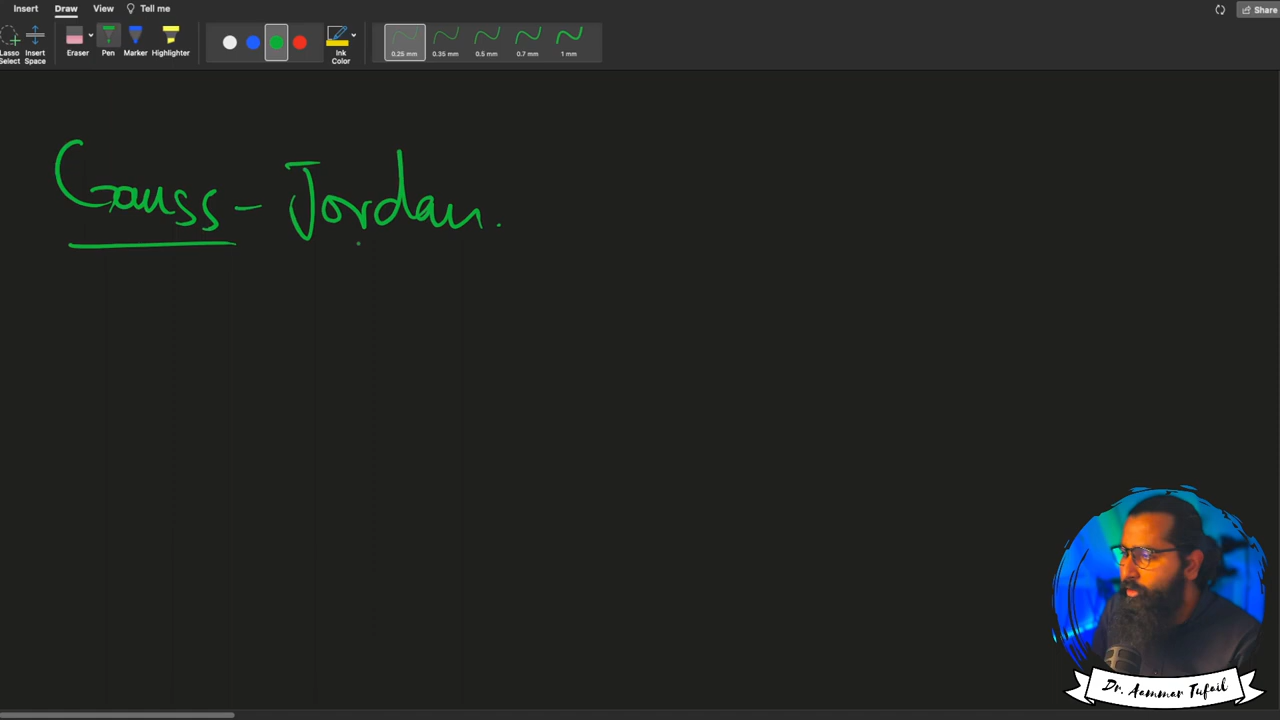 Insert Draw View Tell me Share
Lasso Select Insert Space Eraser Pen Marker Highlighter Ink Color 0.25 mm 0.35 mm 0.5 mm 0.7 mm 1 mm
Gauss - Jordan.
Dr. Aammar Tufail